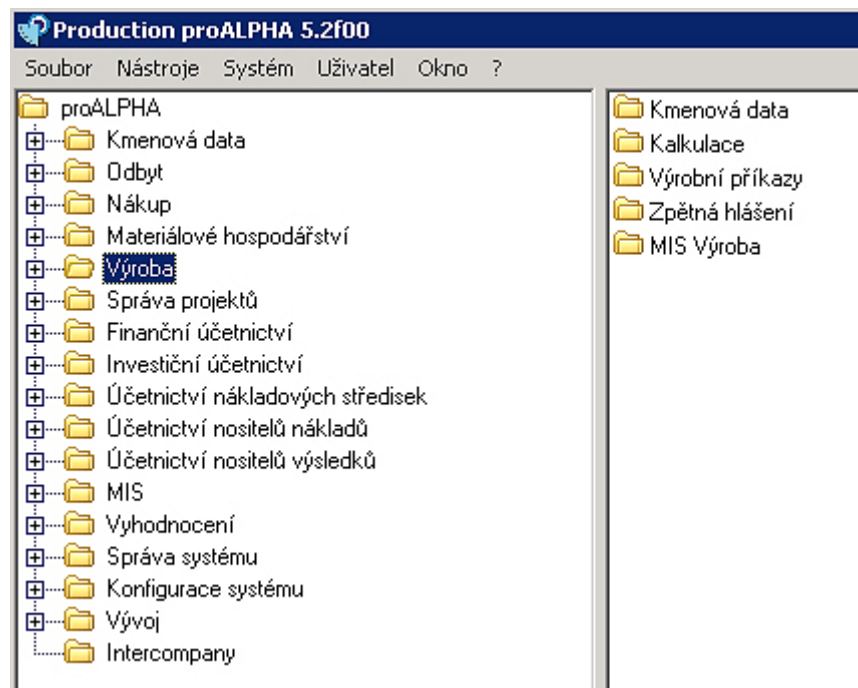 Production proALPHA 5.2f00
Soubor Nástroje Systém Uživatel Okno ?
proALPHA
Kmenová data
Odbyt
Nákup
Materiálové hospodářství
Výroba
Správa projektů
Finanční účetnictví
Investiční účetnictví
Účetnictví nákladových středisek
Účetnictví nositelů nákladů
Účetnictví nositelů výsledků
MIS
Vyhodnocení
Správa systému
Konfigurace systému
Vývoj
Intercompany
Kmenová data
Kalkulace
Výrobní příkazy
Zpětná hlášení
MIS Výroba